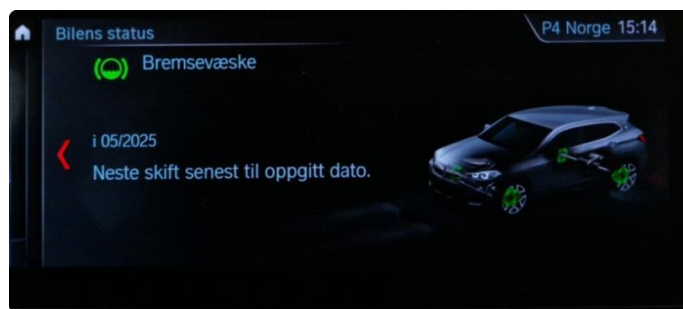 Bilens status
P4 Norge 15:14
Bremsevæske
i 05/2025
Neste skift senest til oppgitt dato.